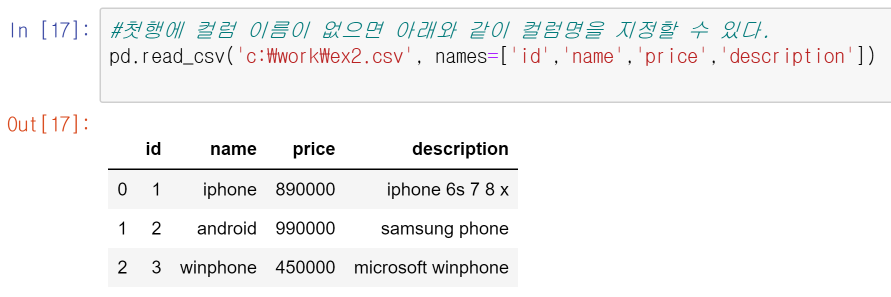 In [17]: #첫행에 컬럼 이름이 없으면 아래와 같이 컬럼명을 지정할 수 있다.
pd.read_csv('c:₩work₩ex2.csv', names=['id','name','price','description'])
Out[17]:
id name price description
0 1 iphone 890000 iphone 6s 7 8 x
1 2 android 990000 samsung phone
2 3 winphone 450000 microsoft winphone